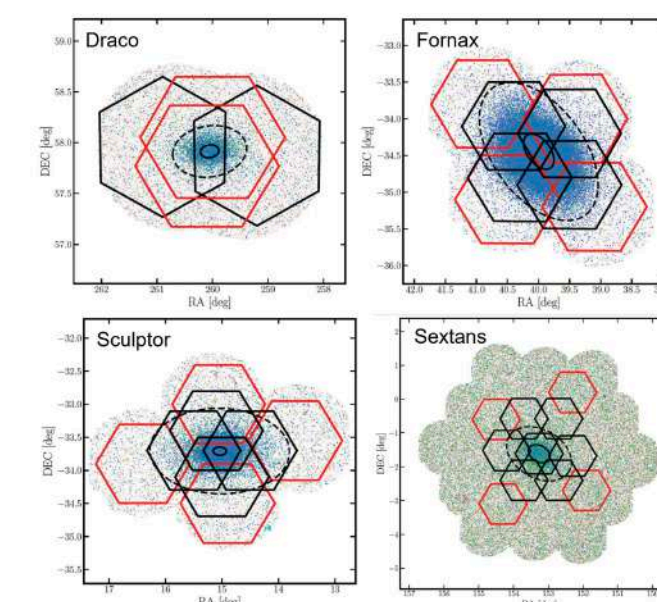 Draco
59.0
58.5
58.0
57.5
57.0
DEC [deg]
262 261 260 259 258
RA [deg]
Fornax
−33.0
−33.5
−34.0
−34.5
−35.0
−35.5
−36.0
DEC [deg]
42.0 41.5 41.0 40.5 40.0 39.5 39.0 38.5
RA [deg]
Sculptor
−32.0
−32.5
−33.0
−33.5
−34.0
−34.5
−35.0
−35.5
DEC [deg]
17 16 15 14 13
RA [deg]
Sextans
2
1
0
−1
−2
−3
−4
−5
DEC [deg]
157 156 155 154 153 152 151 150